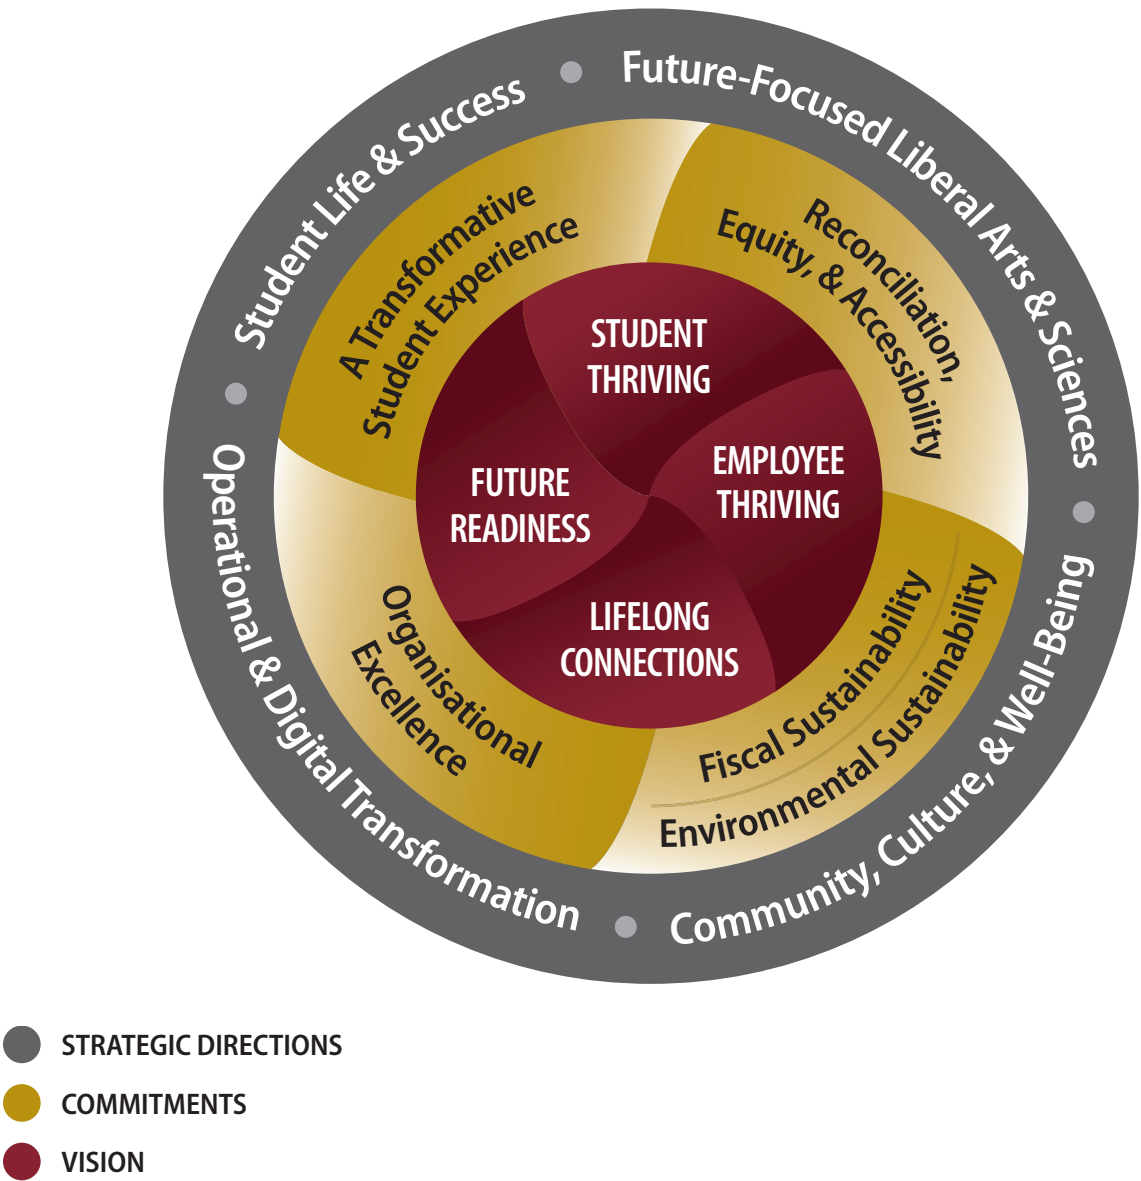 Student Life & Success
Future-Focused Liberal Arts & Sciences
Community, Culture, & Well-Being
Operational & Digital Transformation
A Transformative
Student Experience
Reconciliation,
Equity, & Accessibility
Fiscal Sustainability
Environmental Sustainability
Organisational
Excellence
STUDENT
THRIVING
EMPLOYEE
THRIVING
LIFELONG
CONNECTIONS
FUTURE
READINESS
STRATEGIC DIRECTIONS
COMMITMENTS
VISION